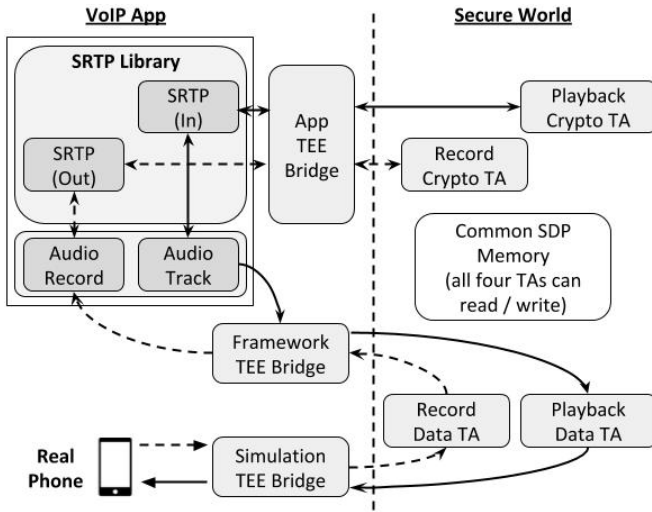 VoIP App
Secure World
SRTP Library
SRTP
(In)
SRTP
(Out)
App
TEE
Bridge
Playback
Crypto TA
Record
Crypto TA
Audio
Record
Audio
Track
Common SDP
Memory
(all four TAs can
read / write)
Framework
TEE Bridge
Record
Data TA
Playback
Data TA
Real
Phone
Simulation
TEE Bridge